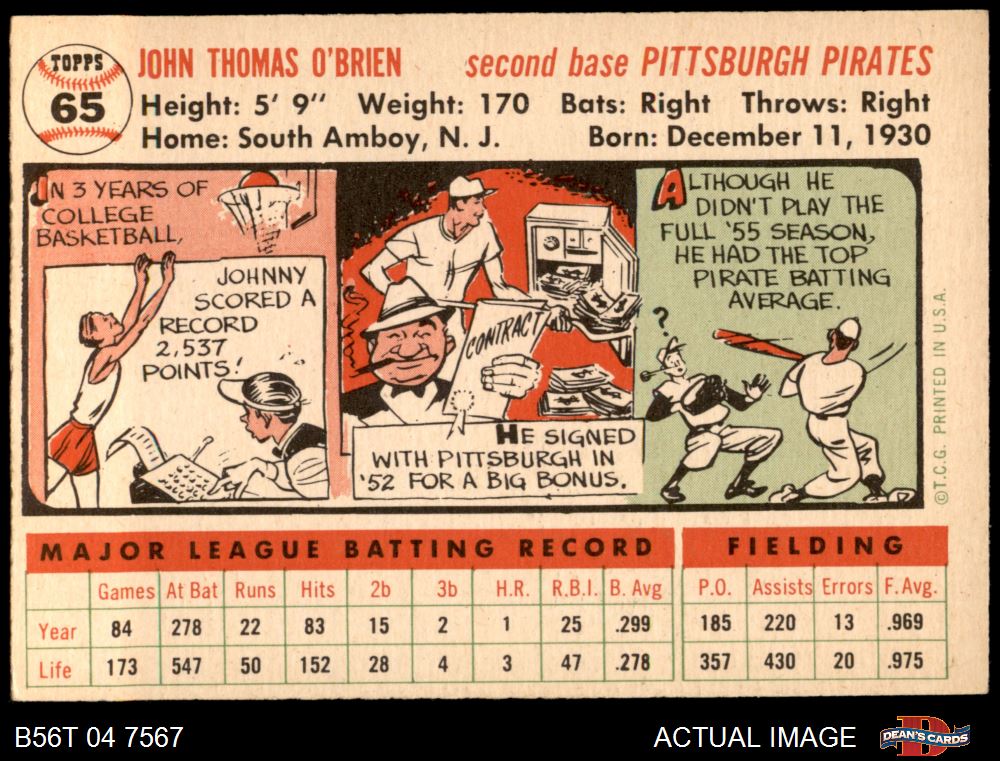 TOPPS
65
JOHN THOMAS O'BRIEN second base PITTSBURGH PIRATES
Height: 5' 9" Weight: 170 Bats: Right Throws: Right
Home: South Amboy, N. J. Born: December 11, 1930
IN 3 YEARS OF
COLLEGE
BASKETBALL,
JOHNNY
SCORED A
RECORD
2,537
POINTS!
CONTRACT
HE SIGNED
WITH PITTSBURGH IN
'52 FOR A BIG BONUS.
ALTHOUGH HE
DIDN'T PLAY THE
FULL '55 SEASON,
HE HAD THE TOP
PIRATE BATTING
AVERAGE.
?
©T.C.G. PRINTED IN U.S.A.
MAJOR LEAGUE BATTING RECORD FIELDING
Games At Bat Runs Hits 2b 3b H.R. R.B.I. B. Avg P.O. Assists Errors F. Avg.
Year 84 278 22 83 15 2 1 25 .299 185 220 13 .969
Life 173 547 50 152 28 4 3 47 .278 357 430 20 .975
B56T 04 7567 ACTUAL IMAGE DEAN'S CARDS